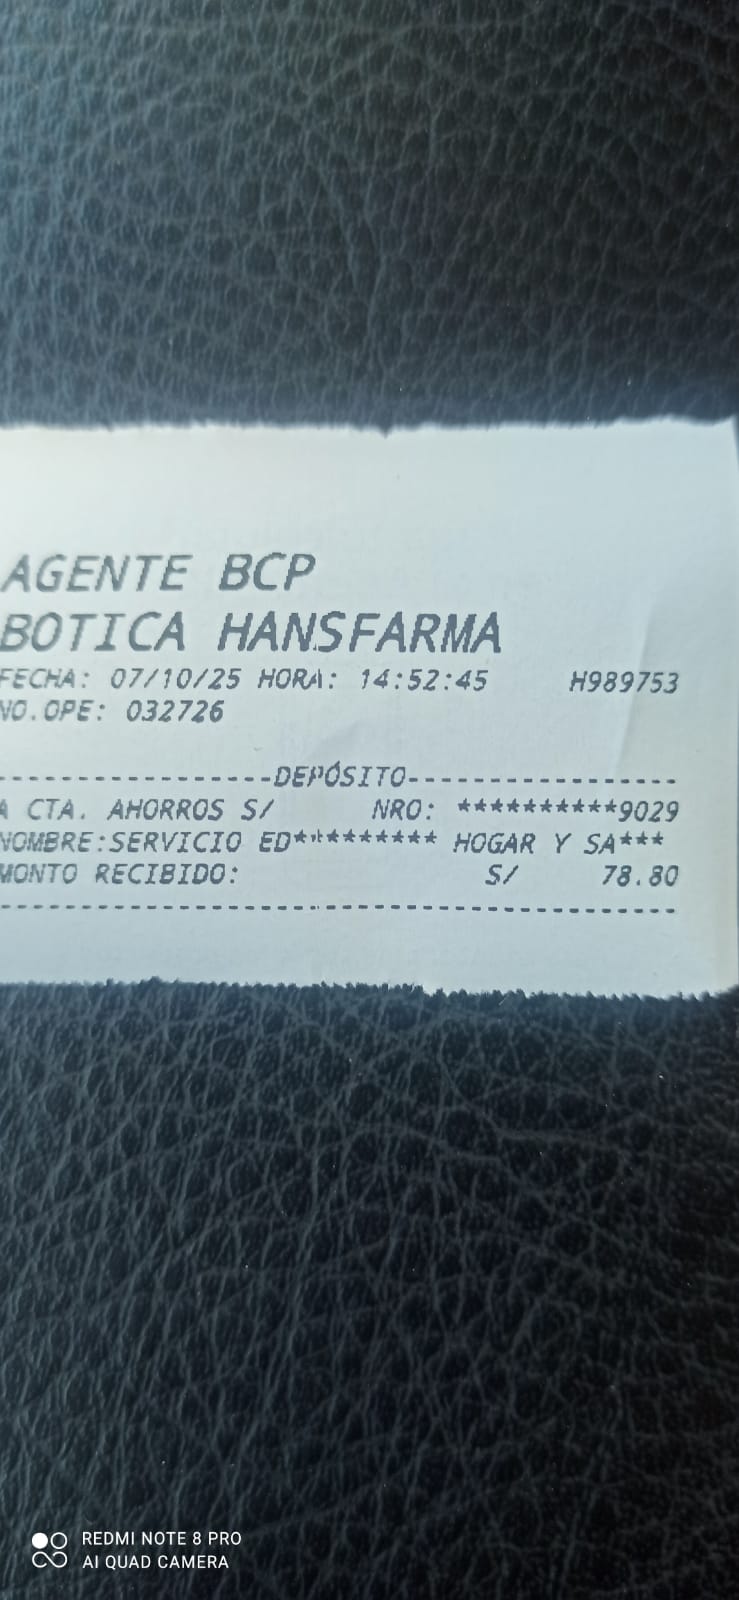 AGENTE BCP
BOTICA HANSFARMA
FECHA: 07/10/25 HORA: 14:52:45 H989753
NO.OPE: 032726
-----------------DEPÓSITO-----------------
A CTA. AHORROS S/ NRO: **********9029
NOMBRE:SERVICIO ED********* HOGAR Y SA***
MONTO RECIBIDO: S/ 78.80
------------------------------------------
REDMI NOTE 8 PRO
AI QUAD CAMERA